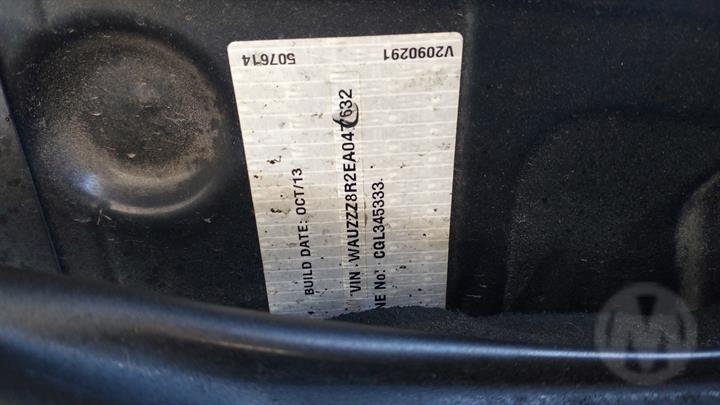 BUILD DATE: OCT/13
VIN WAUZZZ8R2EA047632
NE No: CGL345333
507614
V2090291
M